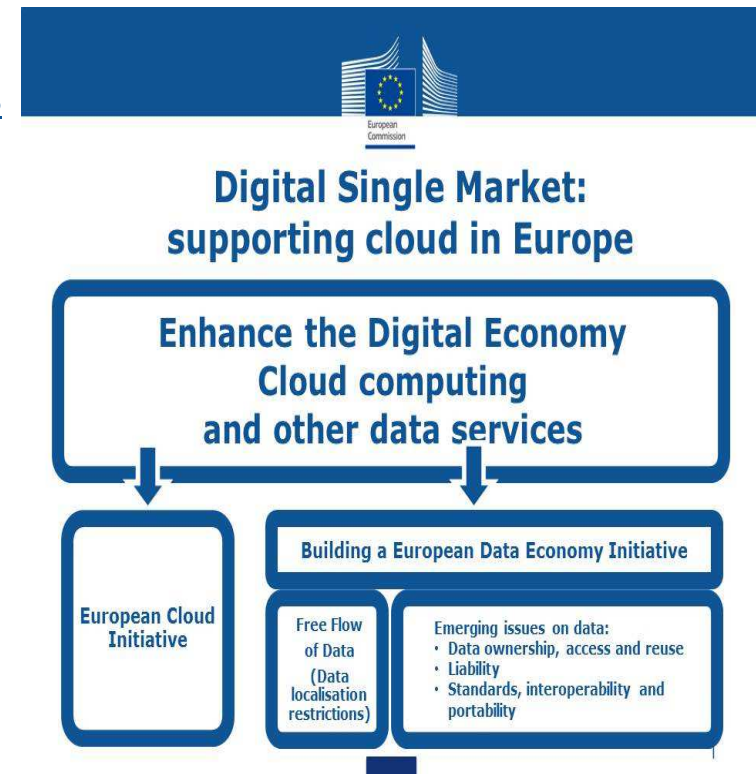 European
Commission
Digital Single Market:
supporting cloud in Europe
Enhance the Digital Economy
Cloud computing
and other data services
European Cloud
Initiative
Building a European Data Economy Initiative
Free Flow
of Data
(Data
localisation
restrictions)
Emerging issues on data:
• Data ownership, access and reuse
• Liability
• Standards, interoperability and
portability